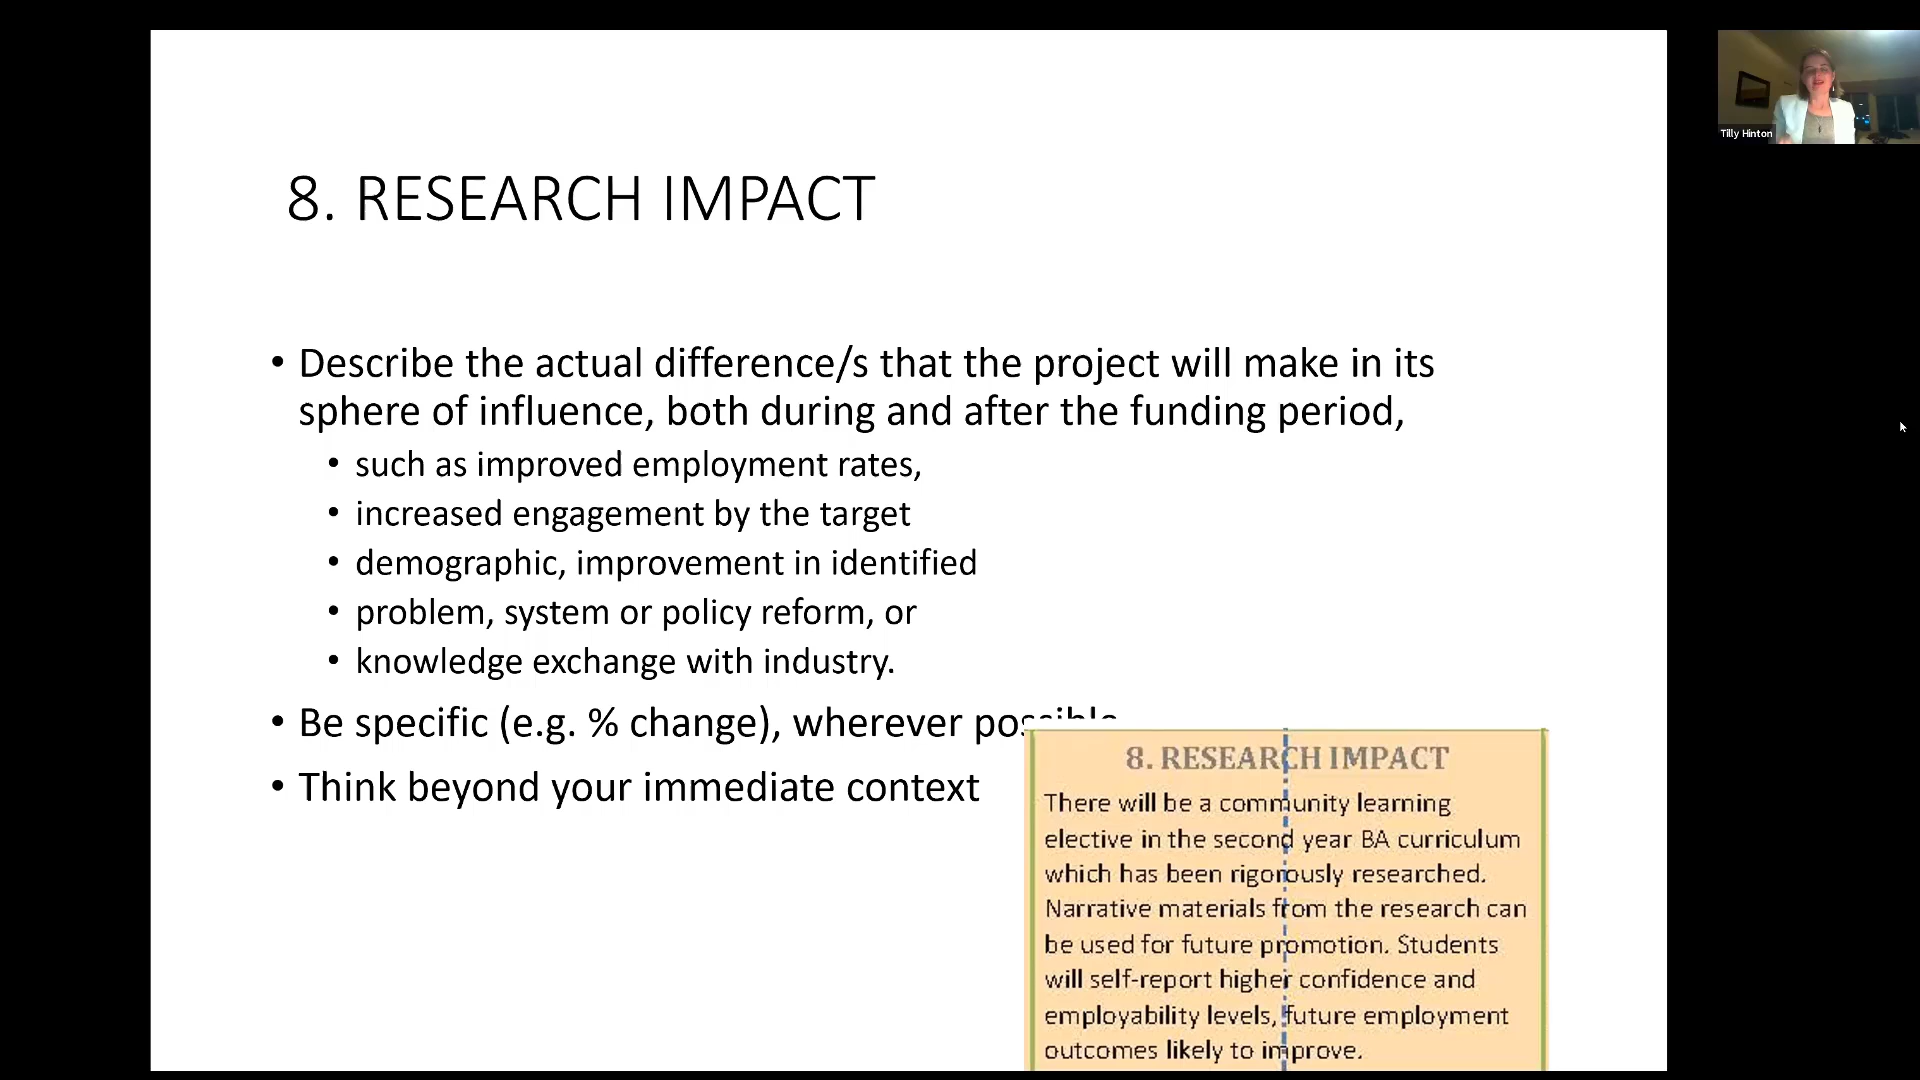 8. RESEARCH IMPACT
• Describe the actual difference/s that the project will make in its
sphere of influence, both during and after the funding period,
• such as improved employment rates,
• increased engagement by the target
• demographic, improvement in identified
• problem, system or policy reform, or
• knowledge exchange with industry.
• Be specific (e.g. % change), wherever possible
• Think beyond your immediate context
8. RESEARCH IMPACT
There will be a community learning
elective in the second year BA curriculum
which has been rigorously researched.
Narrative materials from the research can
be used for future promotion. Students
will self-report higher confidence and
employability levels, future employment
outcomes likely to improve.
Tilly Hinton